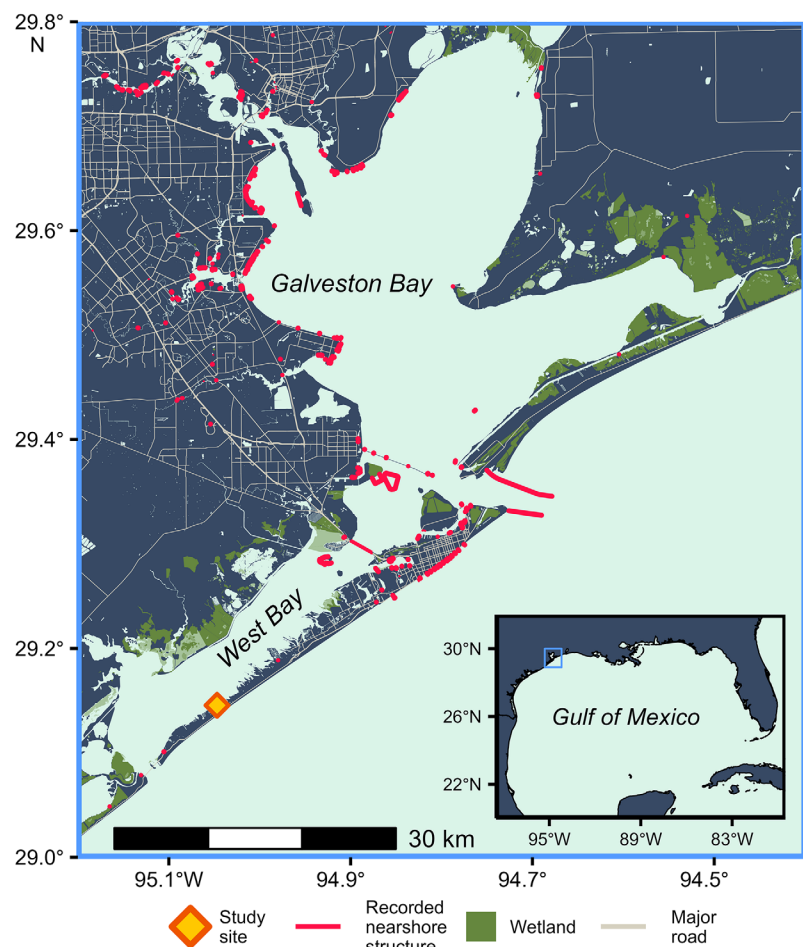 29.8°
N
29.6°
Galveston Bay
29.4°
West Bay
29.2°
30°N
26°N
Gulf of Mexico
22°N
95°W 89°W 83°W
30 km
29.0°
95.1°W 94.9° 94.7° 94.5°
Study
site
Recorded
nearshore
structure
Wetland
Major
road